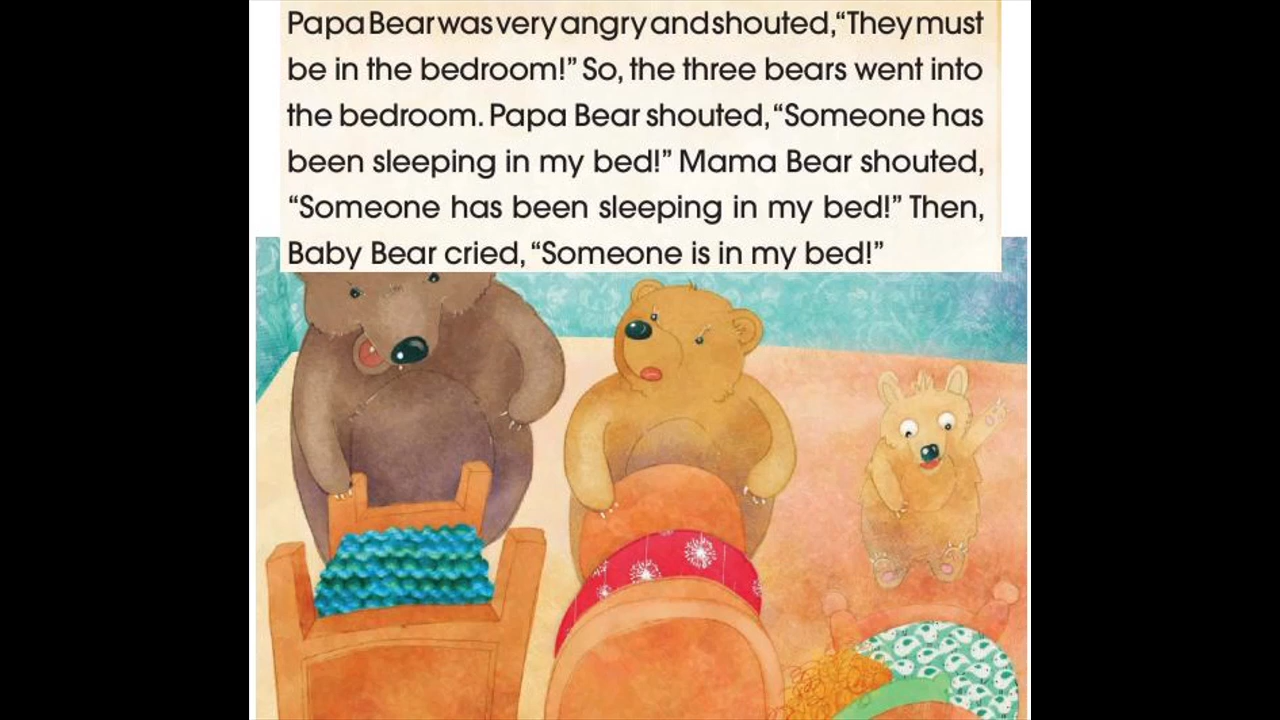 Papa Bear was very angry and shouted, “They must
be in the bedroom!” So, the three bears went into
the bedroom. Papa Bear shouted, “Someone has
been sleeping in my bed!” Mama Bear shouted,
“Someone has been sleeping in my bed!” Then,
Baby Bear cried, “Someone is in my bed!”